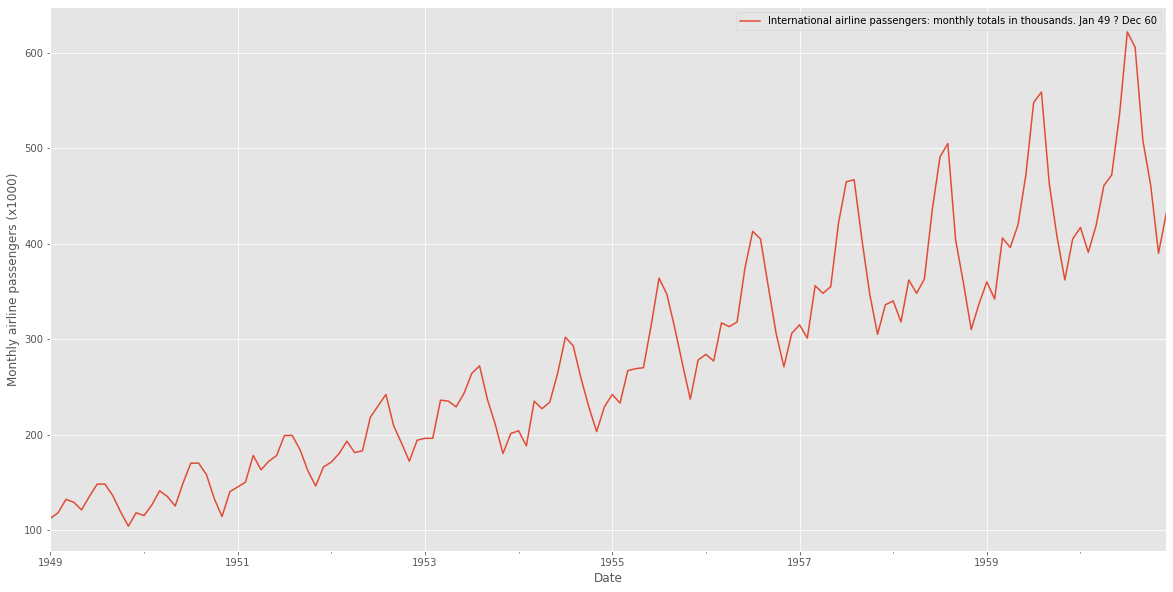 International airline passengers: monthly totals in thousands. Jan 49 ? Dec 60
600
500
400
300
200
100
Monthly airline passengers (x1000)
1949 1951 1953 1955 1957 1959
Date